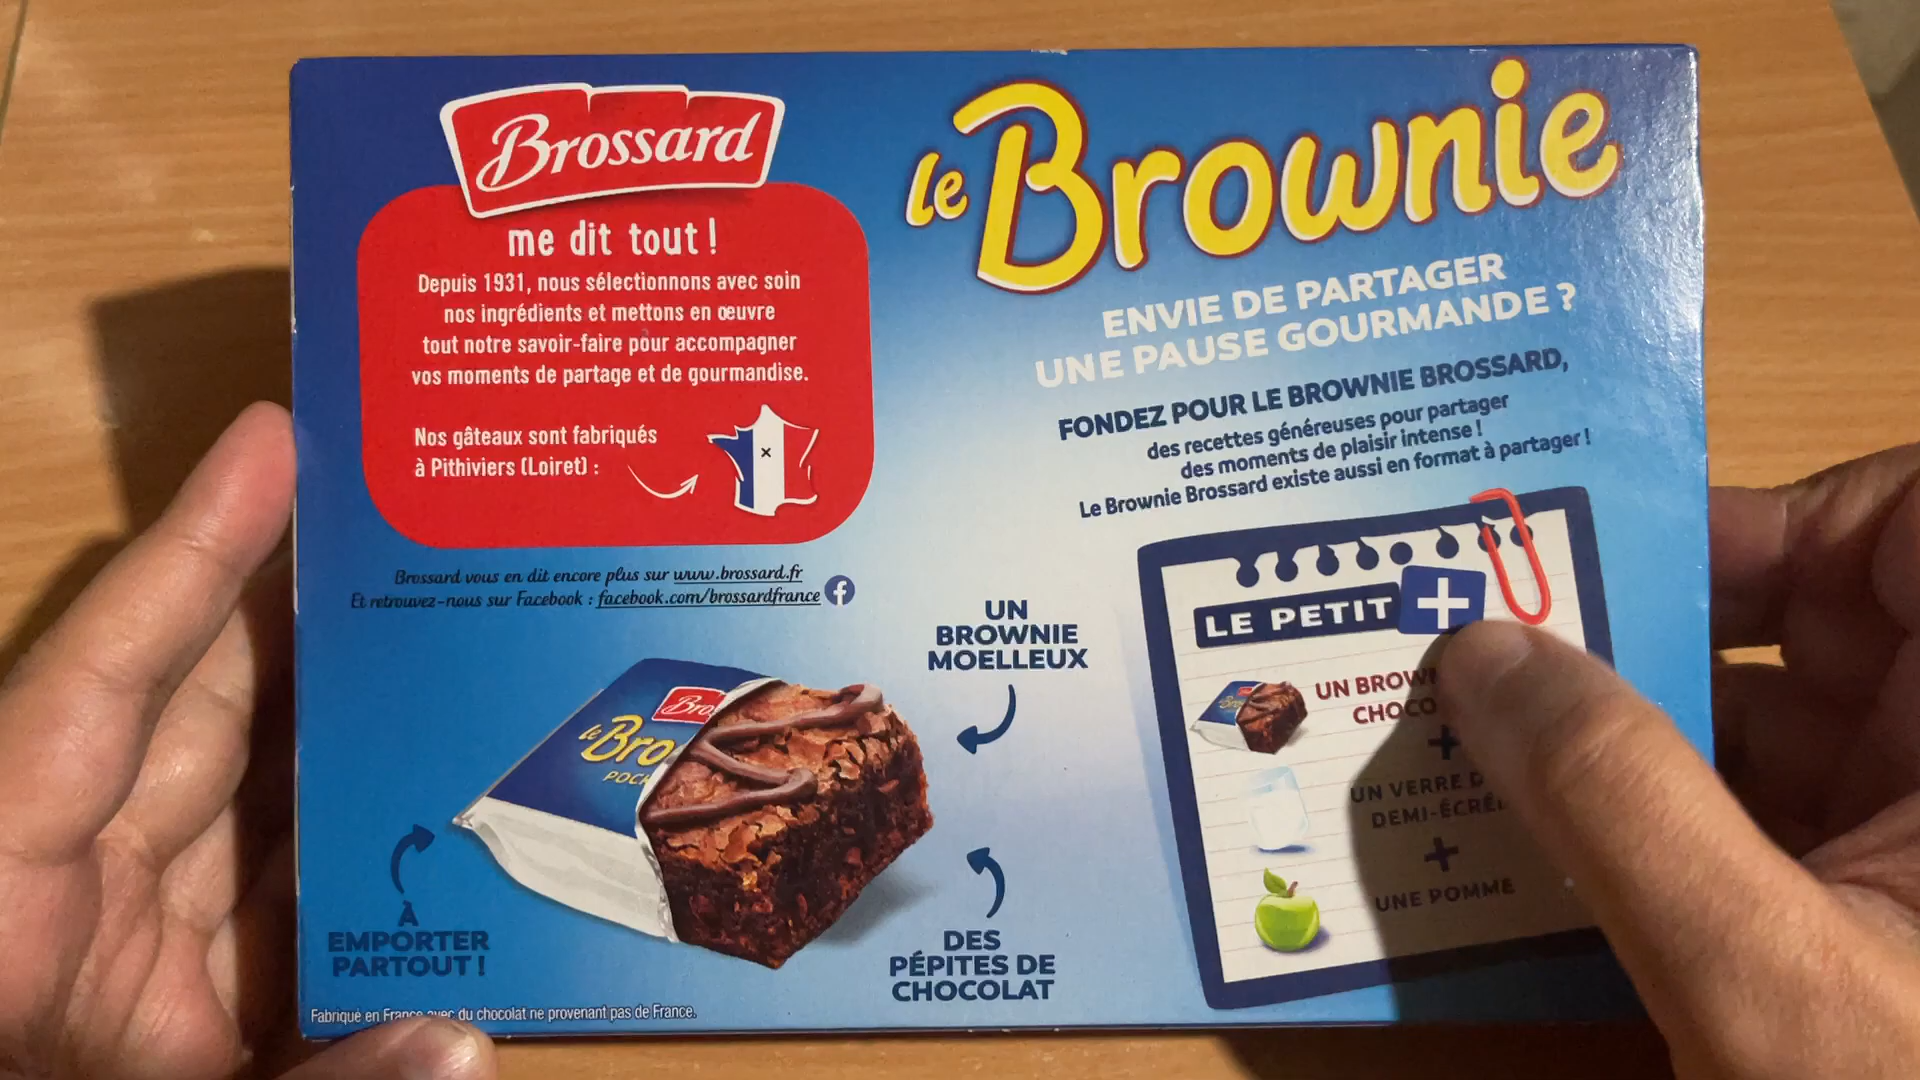 Brossard
me dit tout !
Depuis 1931, nous sélectionnons avec soin
nos ingrédients et mettons en œuvre
tout notre savoir-faire pour accompagner
vos moments de partage et de gourmandise.
Nos gâteaux sont fabriqués
à Pithiviers (Loiret) :
Brossard vous en dit encore plus sur www.brossard.fr
Et retrouvez-nous sur Facebook : facebook.com/brossardfrance
le Brownie
ENVIE DE PARTAGER
UNE PAUSE GOURMANDE ?
FONDEZ POUR LE BROWNIE BROSSARD,
des recettes généreuses pour partager
des moments de plaisir intense !
Le Brownie Brossard existe aussi en format à partager !
UN
BROWNIE
MOELLEUX
LE PETIT +
UN
+
UN VERRE
+
UNE POMME
le
À
EMPORTER
PARTOUT !
DES
PÉPITES DE
CHOCOLAT
Fabriqué en France avec du chocolat ne provenant pas de France.